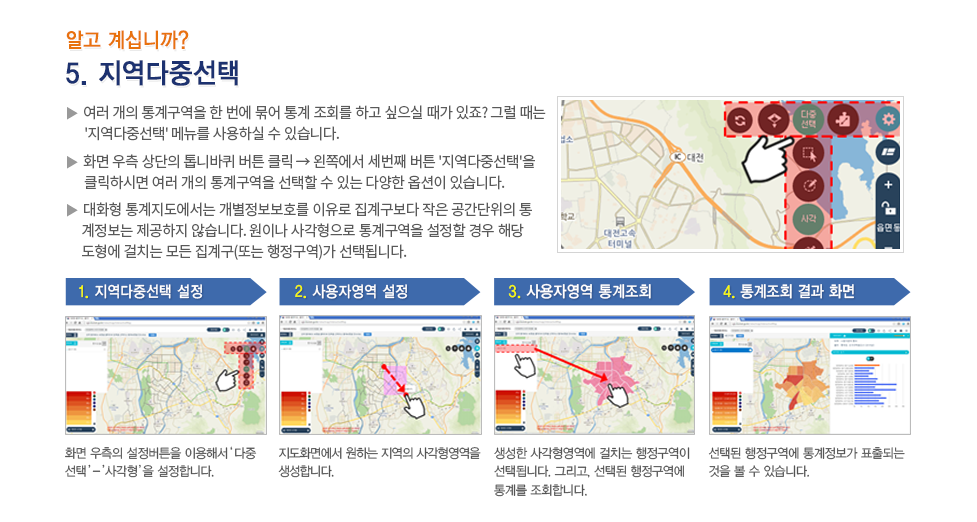 알고 계십니까?
5. 지역다중선택
▶ 여러 개의 통계구역을 한 번에 묶어 통계 조회를 하고 싶으실 때가 있죠? 그럴 때는
'지역다중선택' 메뉴를 사용하실 수 있습니다.
▶ 화면 우측 상단의 톱니바퀴 버튼 클릭 → 왼쪽에서 세번째 버튼 '지역다중선택'을
클릭하시면 여러 개의 통계구역을 선택할 수 있는 다양한 옵션이 있습니다.
▶ 대화형 통계지도에서는 개별정보보호를 이유로 집계구보다 작은 공간단위의 통
계정보는 제공하지 않습니다. 원이나 사각형으로 통계구역을 설정할 경우 해당
도형에 걸치는 모든 집계구(또는 행정구역)가 선택됩니다.
다중
선택
업소
대전
사각
학교
대전고속
터미널
읍면동
1. 지역다중선택 설정
2. 사용자영역 설정
3. 사용자영역 통계조회
4. 통계조회 결과 화면
화면 우측의 설정버튼을 이용해서 '다중
선택' – '사각형'을 설정합니다.
지도화면에서 원하는 지역의 사각형영역을
생성합니다.
생성한 사각형영역에 걸치는 행정구역이
선택됩니다. 그리고, 선택된 행정구역에
통계를 조회합니다.
선택된 행정구역에 통계정보가 표출되는
것을 볼 수 있습니다.